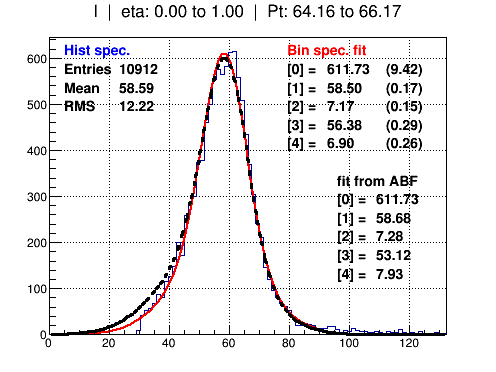 I | eta: 0.00 to 1.00 | Pt: 64.16 to 66.17
Hist spec.
Entries 10912
Mean 58.59
RMS 12.22
Bin spec. fit
[0] = 611.73 (9.42)
[1] = 58.50 (0.17)
[2] = 7.17 (0.15)
[3] = 56.38 (0.29)
[4] = 6.90 (0.26)
fit from ABF
[0] = 611.73
[1] = 58.68
[2] = 7.28
[3] = 53.12
[4] = 7.93
600
500
400
300
200
100
0
0 20 40 60 80 100 120